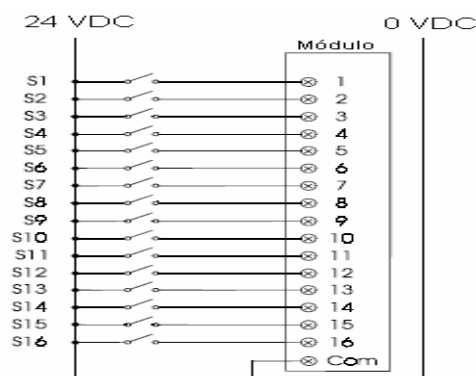 24 VDC 0 VDC
Módulo
S1 1
S2 2
S3 3
S4 4
S5 5
S6 6
S7 7
S8 8
S9 9
S10 10
S11 11
S12 12
S13 13
S14 14
S15 15
S16 16
Com